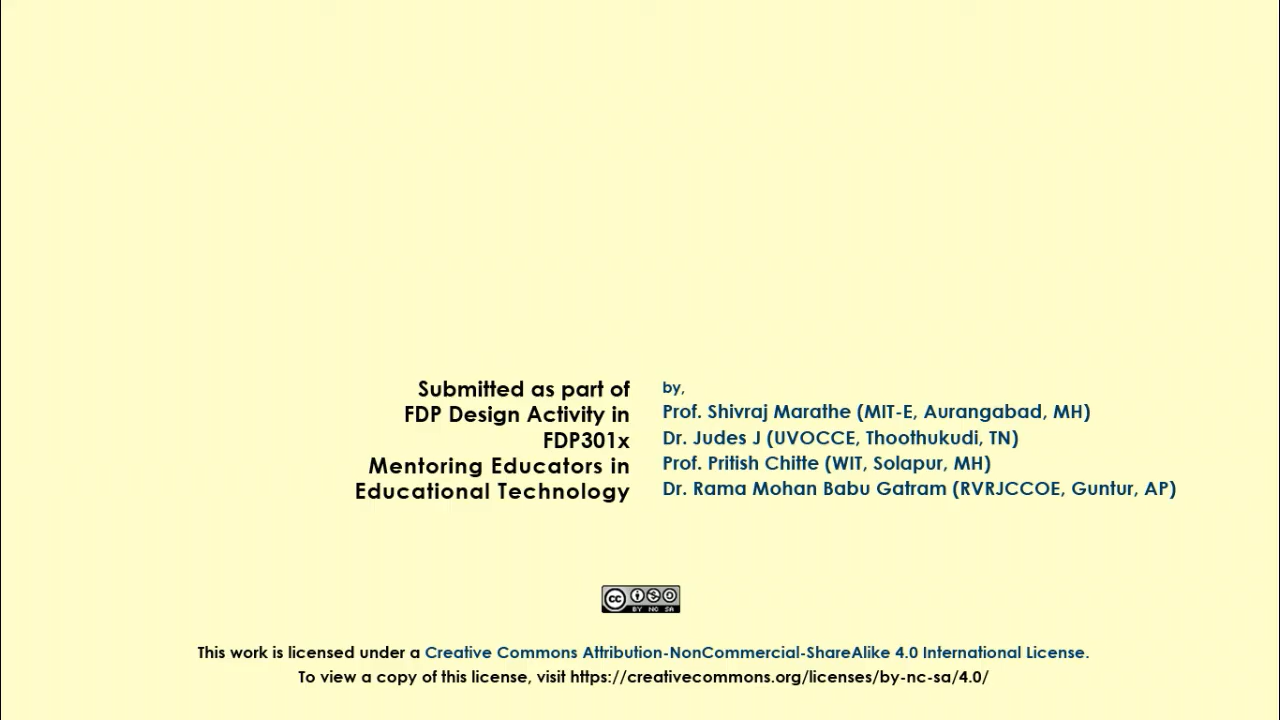 Submitted as part of
FDP Design Activity in
FDP301x
Mentoring Educators in
Educational Technology
by,
Prof. Shivraj Marathe (MIT-E, Aurangabad, MH)
Dr. Judes J (UVOCCE, Thoothukudi, TN)
Prof. Pritish Chitte (WIT, Solapur, MH)
Dr. Rama Mohan Babu Gatram (RVRJCCOE, Guntur, AP)
cc BY NC SA
This work is licensed under a Creative Commons Attribution-NonCommercial-ShareAlike 4.0 International License.
To view a copy of this license, visit https://creativecommons.org/licenses/by-nc-sa/4.0/